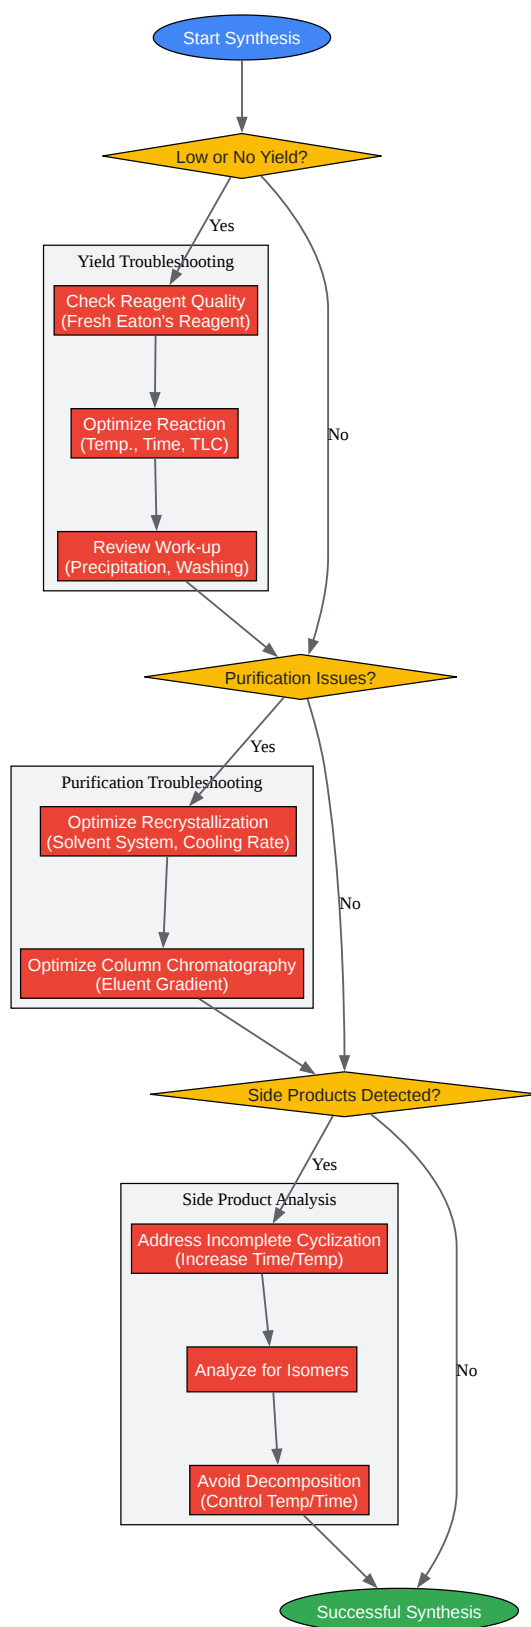 Start Synthesis
Low or No Yield?
Yes
Yield Troubleshooting
Check Reagent Quality
(Fresh Eaton's Reagent)
Optimize Reaction
(Temp., Time, TLC)
No
Review Work-up
(Precipitation, Washing)
Purification Issues?
Yes
Purification Troubleshooting
Optimize Recrystallization
(Solvent System, Cooling Rate)
No
Optimize Column Chromatography
(Eluent Gradient)
Side Products Detected?
Yes
Side Product Analysis
Address Incomplete Cyclization
(Increase Time/Temp)
Analyze for Isomers
No
Avoid Decomposition
(Control Temp/Time)
Successful Synthesis